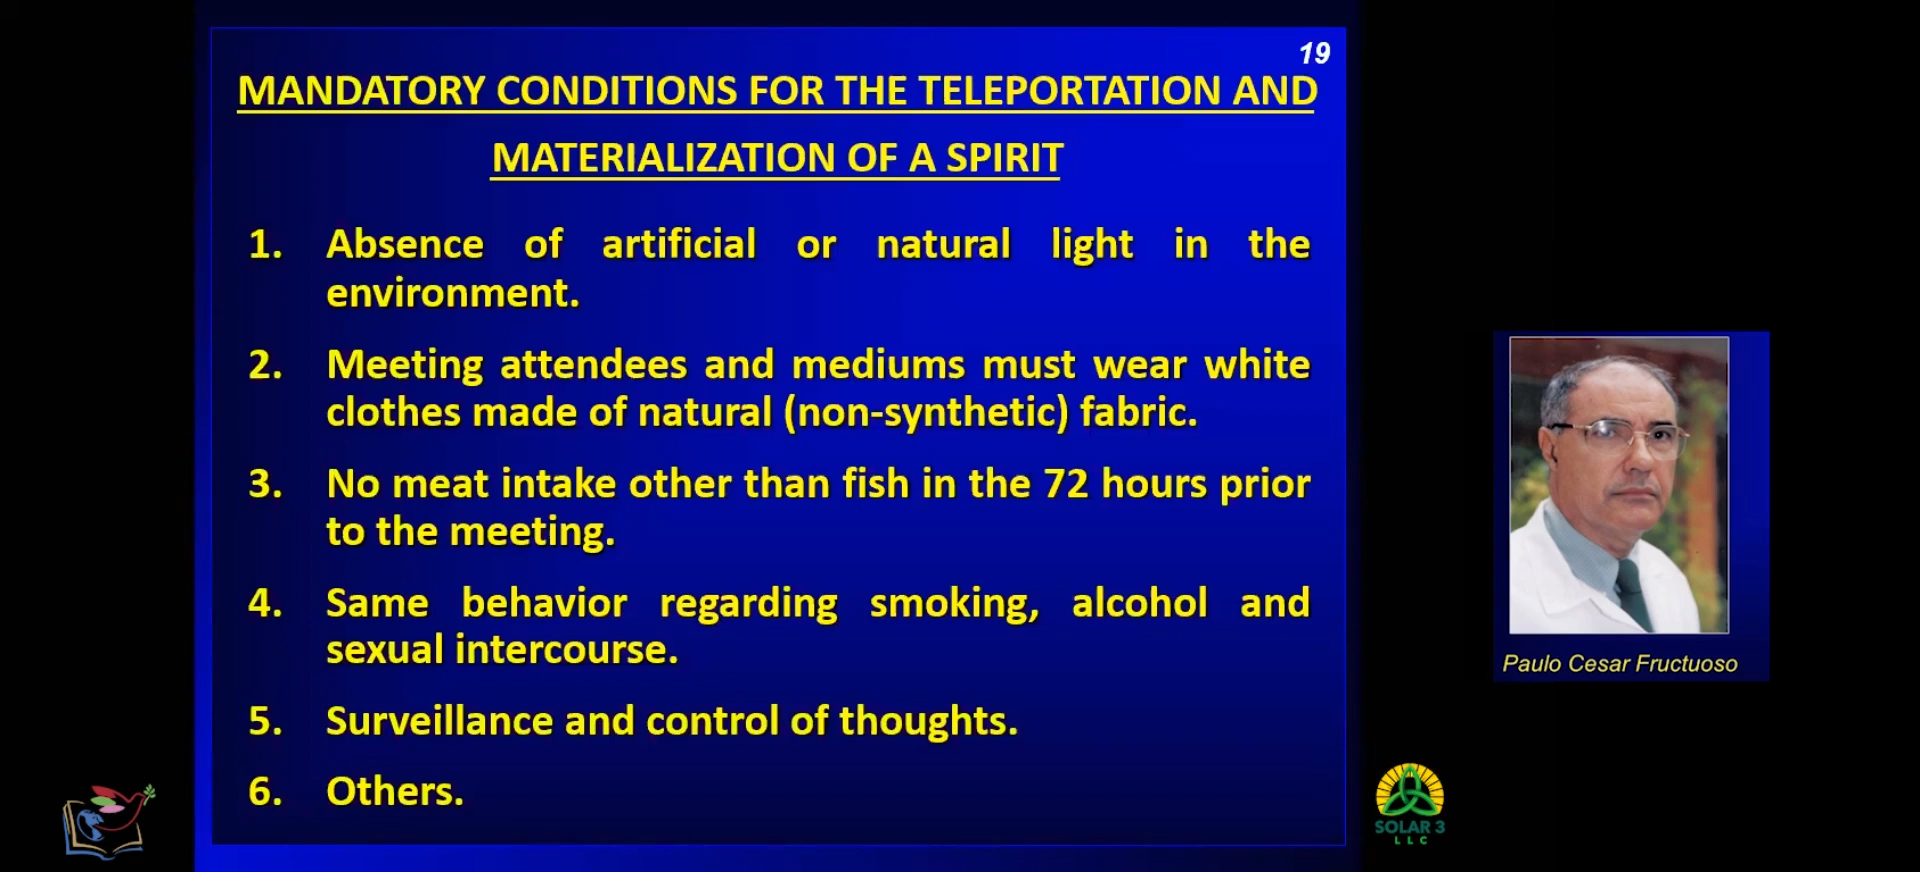 19
MANDATORY CONDITIONS FOR THE TELEPORTATION AND
MATERIALIZATION OF A SPIRIT
1. Absence of artificial or natural light in the
environment.
2. Meeting attendees and mediums must wear white
clothes made of natural (non-synthetic) fabric.
3. No meat intake other than fish in the 72 hours prior
to the meeting.
4. Same behavior regarding smoking, alcohol and
sexual intercourse.
5. Surveillance and control of thoughts.
6. Others.
Paulo Cesar Fructuoso
SOLAR 3
LLC